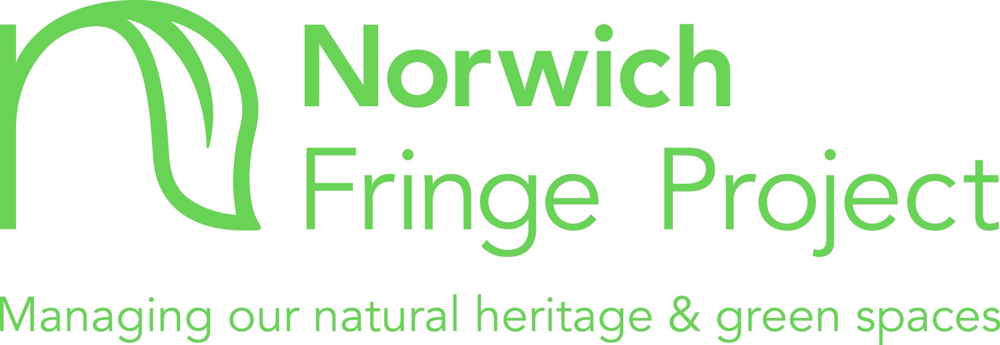 Norwich
Fringe Project
Managing our natural heritage & green spaces